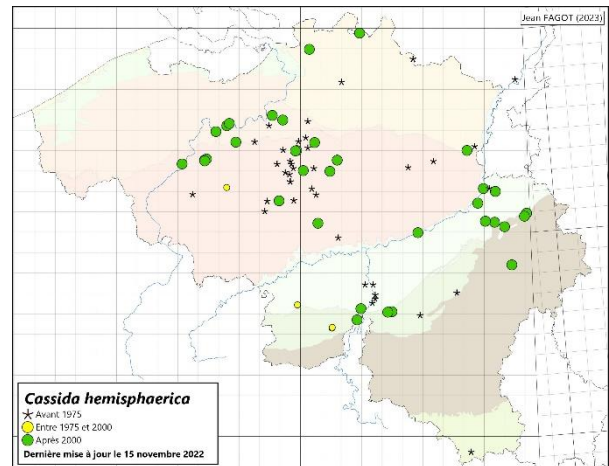 Jean FAGOT (2023)
Cassida hemisphaerica
Avant 1975
Entre 1975 et 2000
Après 2000
Dernière mise à jour le 15 novembre 2022